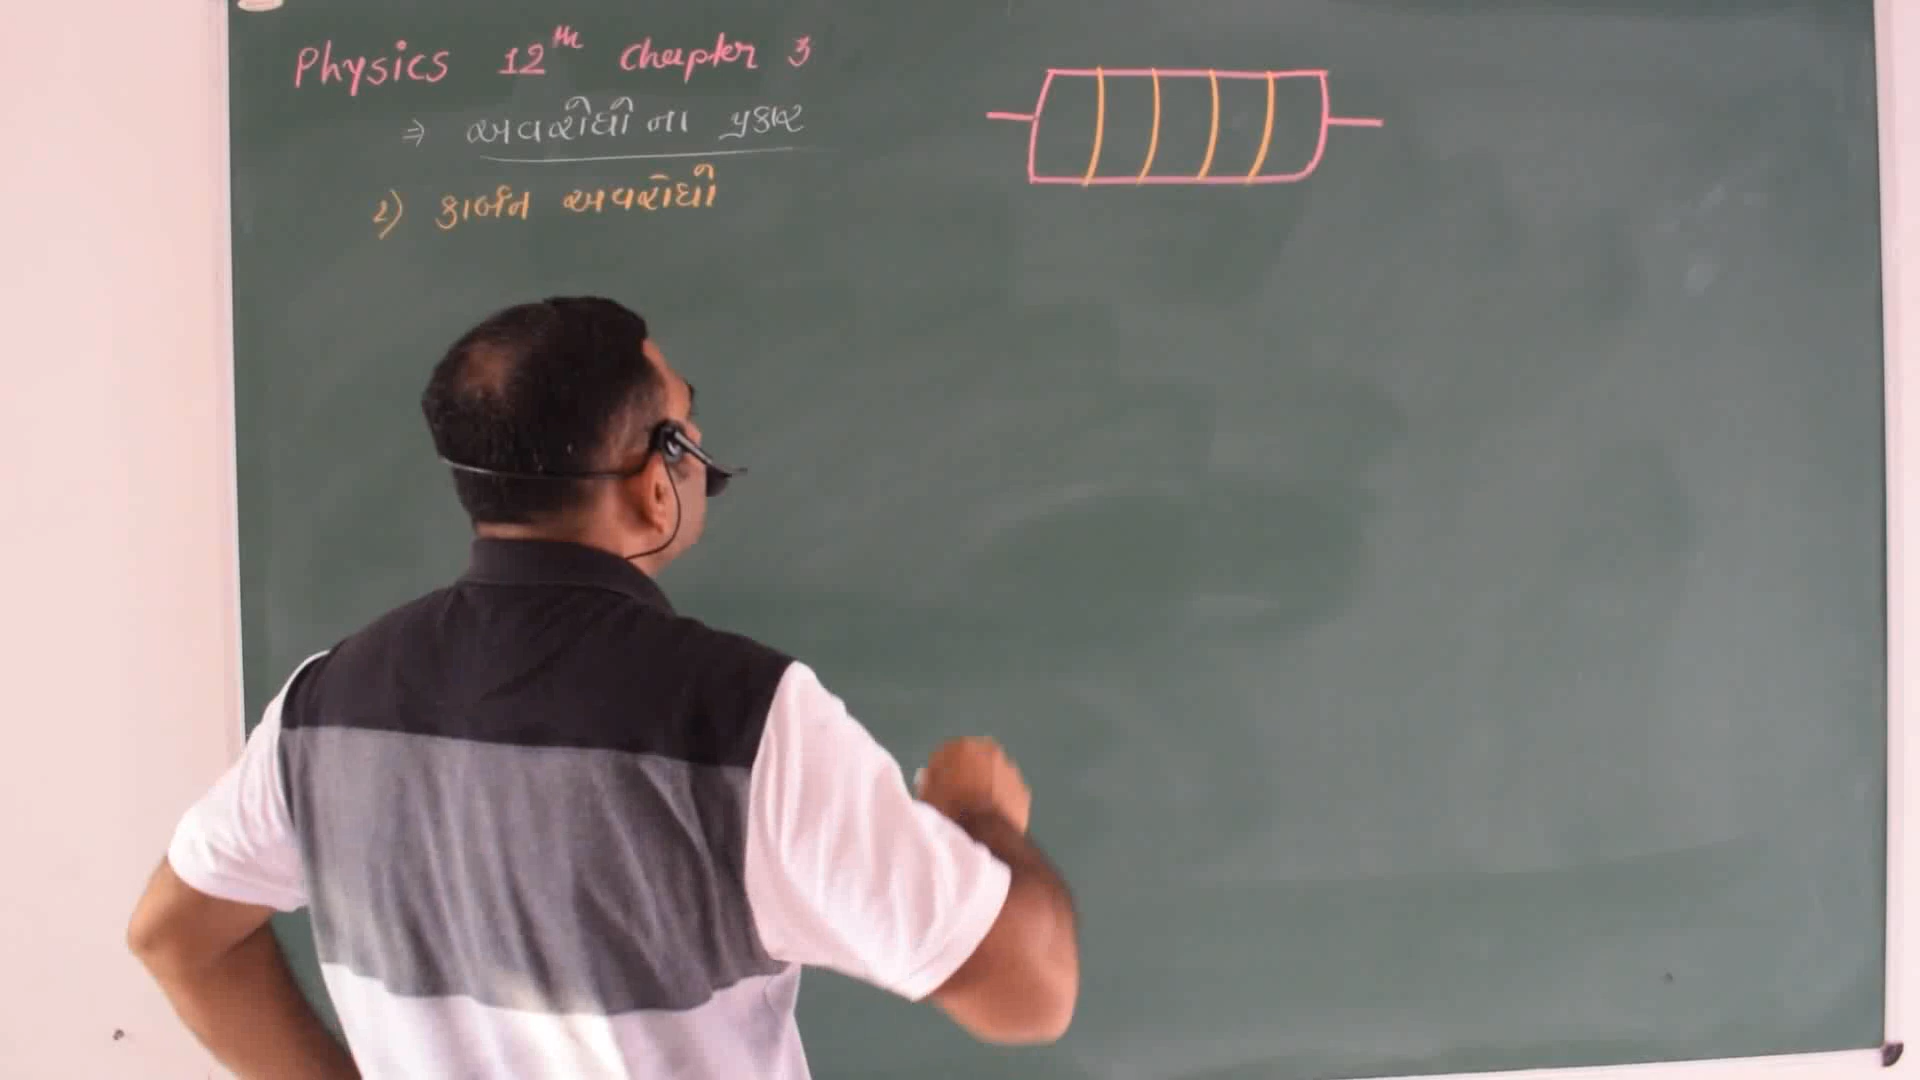 Physics 12th Chapter 3
⇒ અવરોધી ના પ્રકાર
૨) કાર્બન અવરોધી